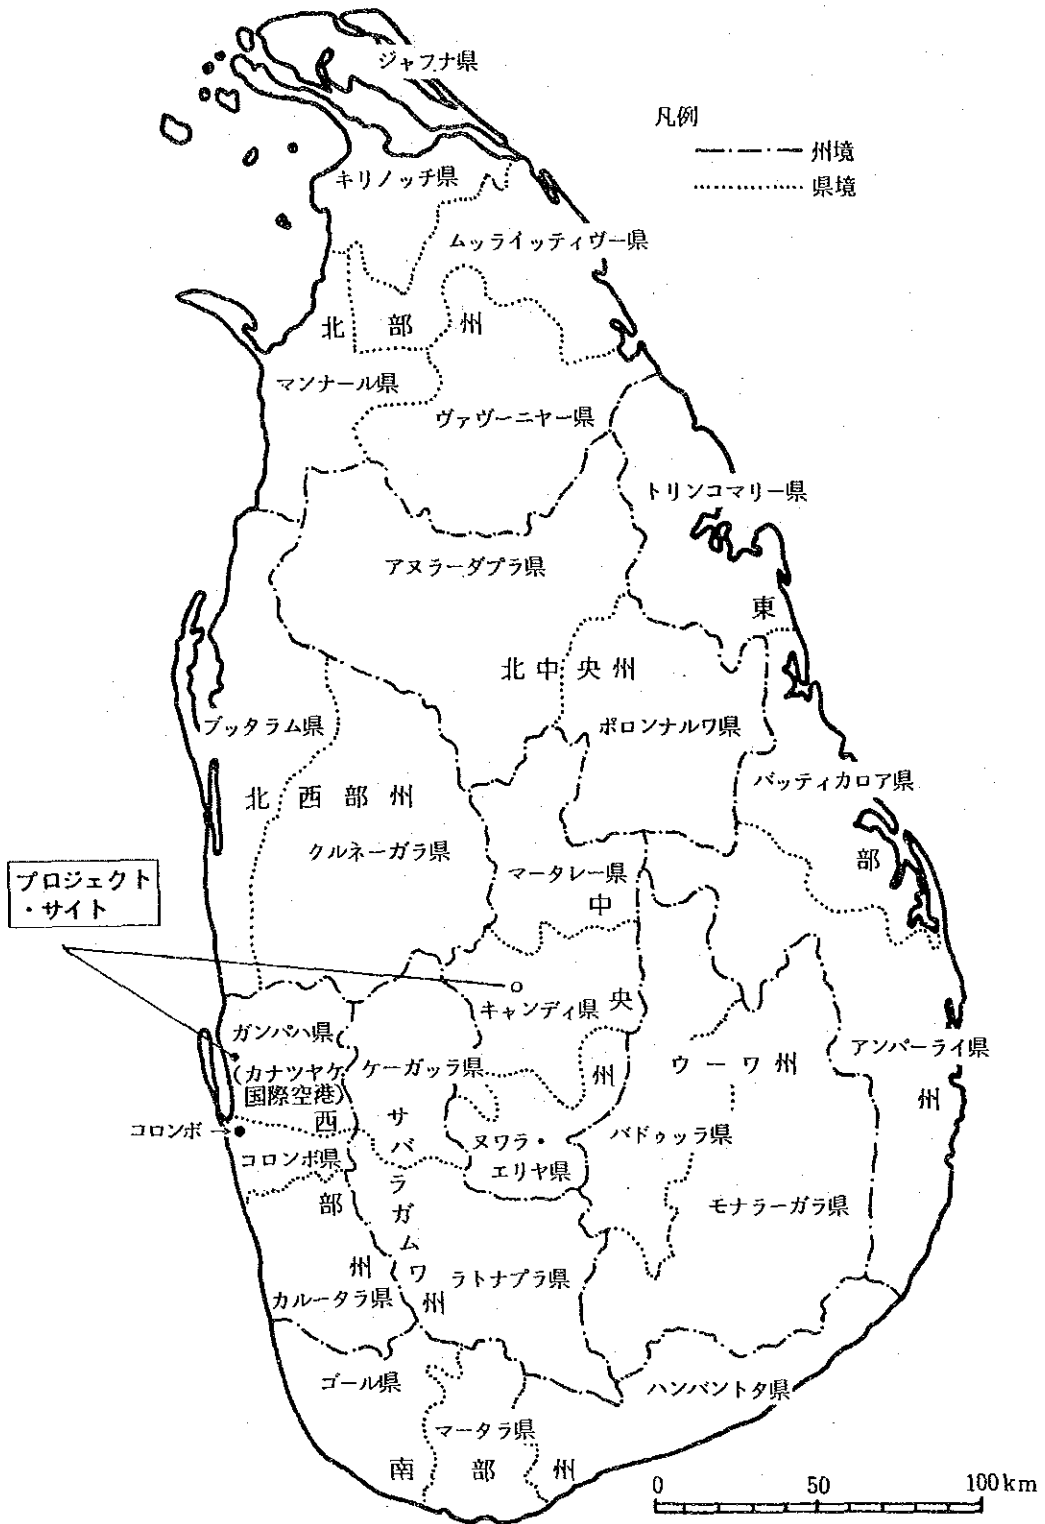 ジャフナ県
凡例
州境
県境
キリノッチ県
ムッライッティヴー県
北部州
マンナール県
ヴァヴーニヤー県
トリンコマリー県
アヌラーダプラ県
東部州
北中央州
プッタラム県
ポロンナルワ県
バッティカロア県
北西部州
クルネーガラ県
マータレー県
プロジェクト
・サイト
中央州
キャンディ県
ガンパハ県
(カナツヤケ
国際空港)
ケーガッラ県
ウーワ州
アンパーライ県
西部州
サバラガムワ州
コロンボ→
コロンボ県
ヌワラ・
エリヤ県
バドゥッラ県
モナラーガラ県
ラトナプラ県
カルータラ県
ゴール県
ハンバントタ県
マータラ県
南部州
0 50 100km